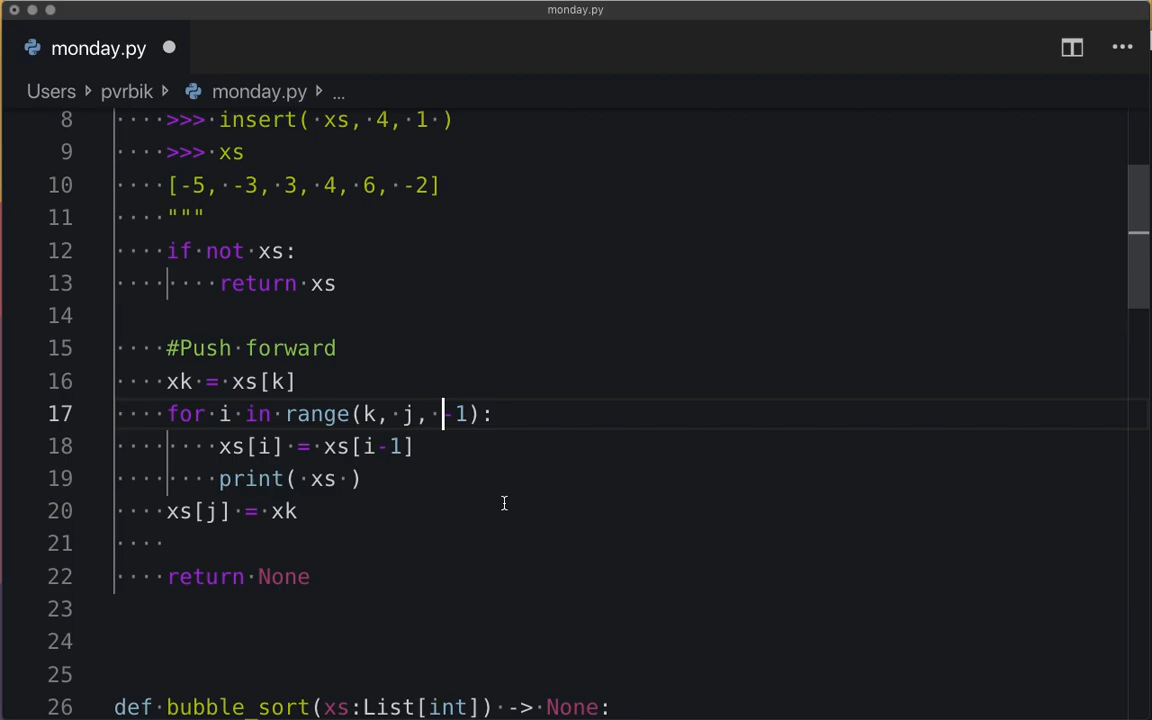 monday.py
monday.py
Users pvrbik monday.py ...
8 >>> insert( xs, 4, 1 )
9 >>> xs
10 [-5, -3, 3, 4, 6, -2]
11 """
12 if not xs:
13 return xs
14
15 #Push forward
16 xk = xs[k]
17 for i in range(k, j, -1):
18 xs[i] = xs[i-1]
19 print( xs )
20 xs[j] = xk
21
22 return None
23
24
25
26 def bubble_sort(xs:List[int]) -> None: